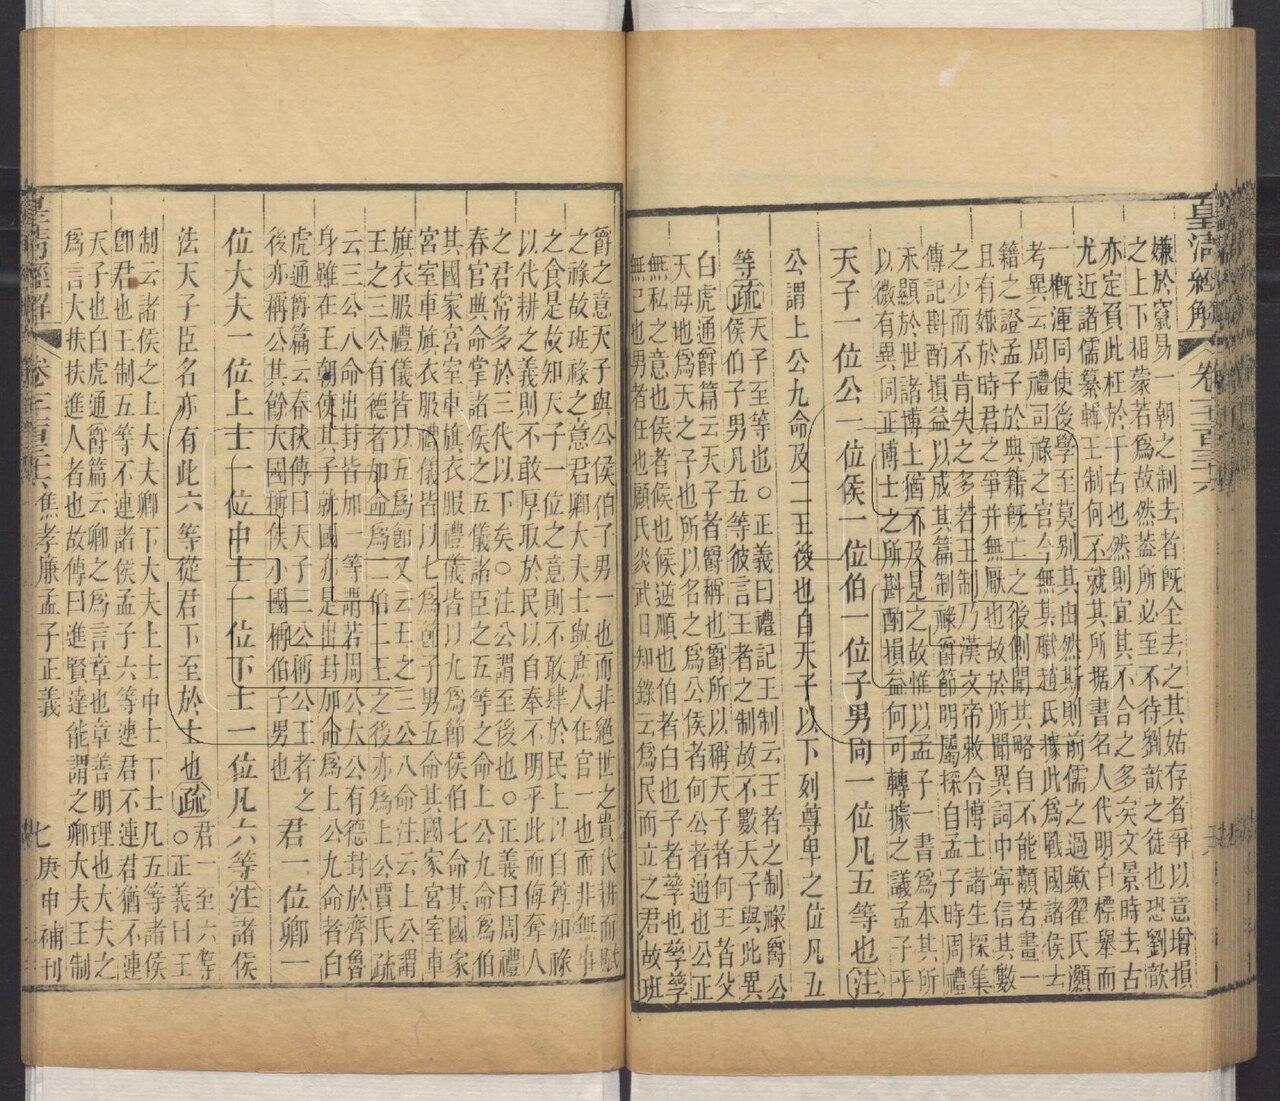 皇清經解 卷一千一百三十六
嫌於竄易一朝之制去者旣全去之其姑存者爭以意增損
之上下相蒙若爲故然葢所必至不待劉歆之徒也恐劉歆
亦定負此枉於千古也然則宜其不合之多矣文景時去古
尤近諸儒纂輯王制何不就其所据書名人代明白標舉而
一槪渾同使後學至莫別其由然斯則前儒之過歟翟氏灝
考異云周禮司祿之官今無其職趙氏據此爲戰國諸侯去
籍之證孟子於典籍旣亡之後側聞其略自不能顜若畫一
且有嫌於時君之爭幷無厭也故於所聞異詞中寧信其數
之少而不肯失之多若王制乃漢文帝敕合博士諸生採集
傳記斟酌損益以成其篇制祿爵節明屬採自孟子時周禮
未顯於世諸博士猶不及見之故惟以孟子一書爲本其所
以微有異同正博士之所斟酌損益何可轉據之議孟子乎
天子一位公一位侯一位伯一位子男同一位凡五等也注
公謂上公九命及二王後也自天子以下列尊卑之位凡五
等疏
天子至等也○正義曰禮記王制云王者之制祿爵公
侯伯子男凡五等彼言王者之制故不數天子與此異
白虎通爵篇云天子者爵稱也爵所以稱天子者何王者父
天母地爲天之子也所以名之爲公侯者何公者通也公正
無私之意也侯者候也候逆順也伯者白也子者孳也孳孳
無已也男者任也顧氏炎武日知錄云爲民而立之君故班
爵之意天子與公侯伯子男一也而非絕世之貴代耕而賦
之祿故班祿之意君卿大夫士與庶人在官一也而非無事
之食是故知天子一位之意則不敢肆於民上以自尊知祿
以代耕之義則不敢厚取於民以自奉不明乎此而侮奪人
之君常多於三代以下矣○注公謂至後也○正義曰周禮
春官典命掌諸侯之五儀諸臣之五等之命上公九命爲伯
其國家宮室車旗衣服禮儀皆以九爲節侯伯七命其國家
宮室車旗衣服禮儀皆以七爲節子男五命其國家宮室車
旗衣服禮儀皆以五爲節又云王之三公八命注云上公謂
王之三公有德者加命爲二伯二王之後亦爲上公賈氏疏
云三公八命出封皆加一等謂若周公大公有德封於齊魯
身雖在王朝使其子就國亦是出封加命爲上公九命者白
虎通爵篇云春秋傳曰天子三公稱公王者之
後亦稱公其餘大國稱侯小國稱伯子男也
君一位卿一
位大夫一位上士一位中士一位下士一位凡六等注諸侯
法天子臣名亦有此六等從君下至於士也疏
君一至六等
○正義曰王
制云諸侯之上大夫卿下大夫上士中士下士凡五等諸侯
卽君也王制五等不連諸侯孟子六等連君不連君猶不連
天子也白虎通爵篇云卿之爲言章也章善明理也大夫之
爲言大扶扶進人者也故傳曰進賢達能謂之卿大夫王制
皇清經解 卷一千一百三十六 焦孝廉孟子正義 七 庚申補刊